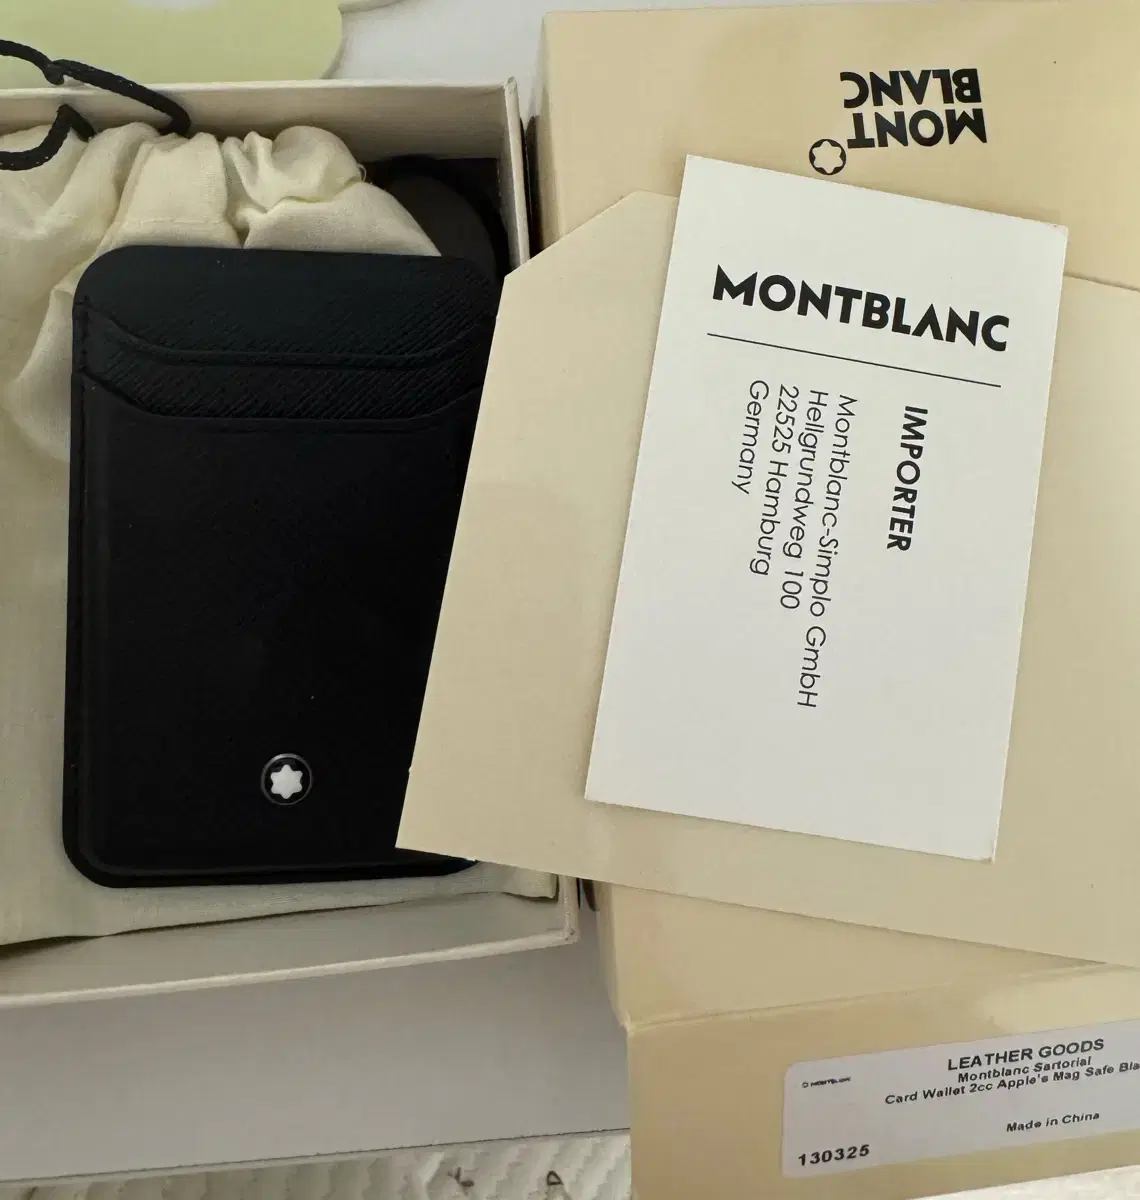 MONT
BLANC
MONTBLANC
IMPORTER
Montblanc-Simplo GmbH
Hellgrundweg 100
22525 Hamburg
Germany
MONTBLANC
LEATHER GOODS
Montblanc Sartorial
Card Wallet 2cc Apple's Mag Safe
Made in China
130325